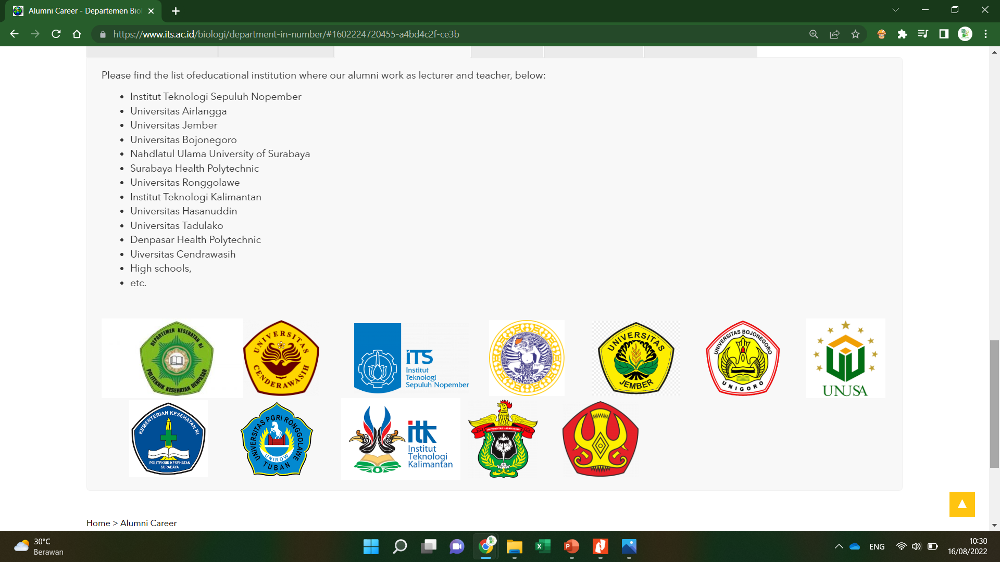 Alumni Career - Departemen Bio
https://www.its.ac.id/biologi/department-in-number/#1602224720455-a4bd4c2f-ce3b
Please find the list ofeducational institution where our alumni work as lecturer and teacher, below:
Institut Teknologi Sepuluh Nopember
Universitas Airlangga
Universitas Jember
Universitas Bojonegoro
Nahdlatul Ulama University of Surabaya
Surabaya Health Polytechnic
Universitas Ronggolawe
Institut Teknologi Kalimantan
Universitas Hasanuddin
Universitas Tadulako
Denpasar Health Polytechnic
Uiversitas Cendrawasih
High schools,
etc.
DEPARTEMEN KESEHATAN RI
POLITEKNIK KESEHATAN DENPASAR
UNIVERSITAS
CENDERAWASIH
iTS
Institut
Teknologi
Sepuluh Nopember
UNIVERSITAS
JEMBER
UNIVERSITAS BOJONEGORO
UNIGORO
UNUSA
KEMENTERIAN KESEHATAN RI
POLITEKNIK KESEHATAN
SURABAYA
UNIVERSITAS PGRI RONGGOLAWE
UNIROW
TUBAN
itk
Institut
Teknologi
Kalimantan
UNIVERSITAS HASANUDDIN
Home > Alumni Career
30°C
Berawan
ENG
10:30
16/08/2022